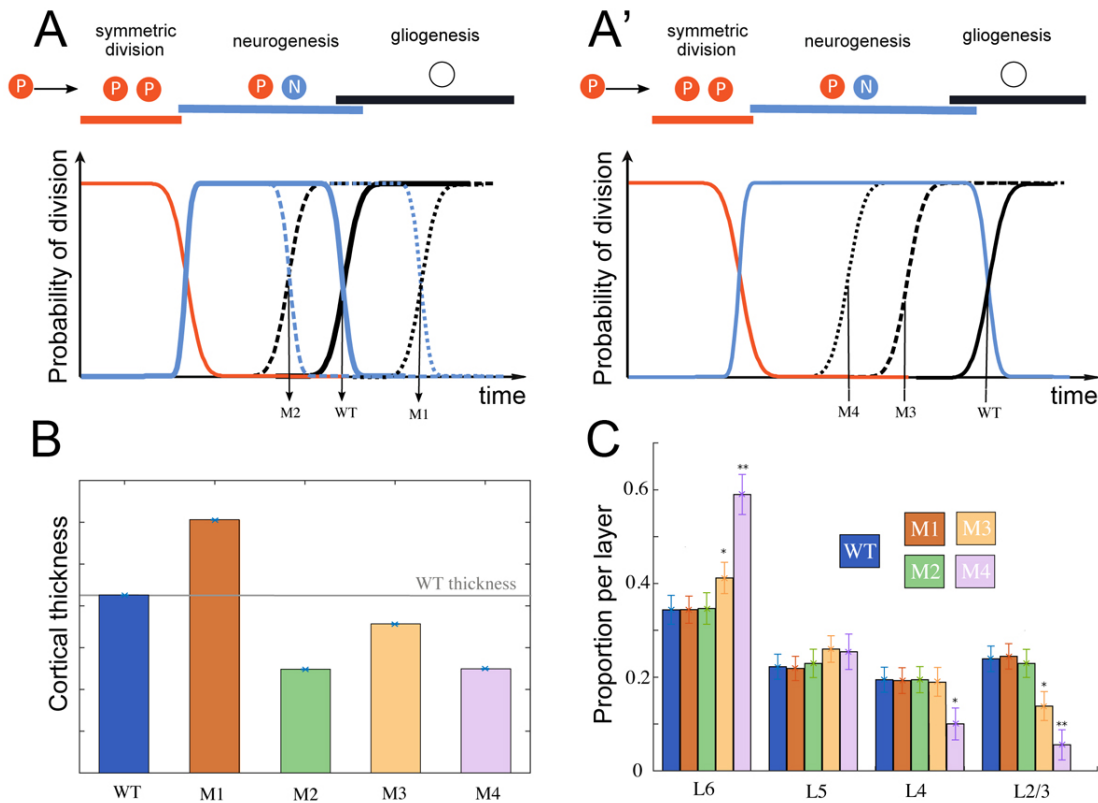 A
symmetric
division
neurogenesis
gliogenesis
P
P P
P N
Probability of division
time
M2 WT M1
A'
symmetric
division
neurogenesis
gliogenesis
P
P P
P N
Probability of division
time
M4 M3 WT
B
Cortical thickness
WT thickness
WT M1 M2 M3 M4
C
Proportion per layer
0.6
0.4
0.2
0
**
*
*
*
**
WT
M1 M3
M2 M4
L6 L5 L4 L2/3